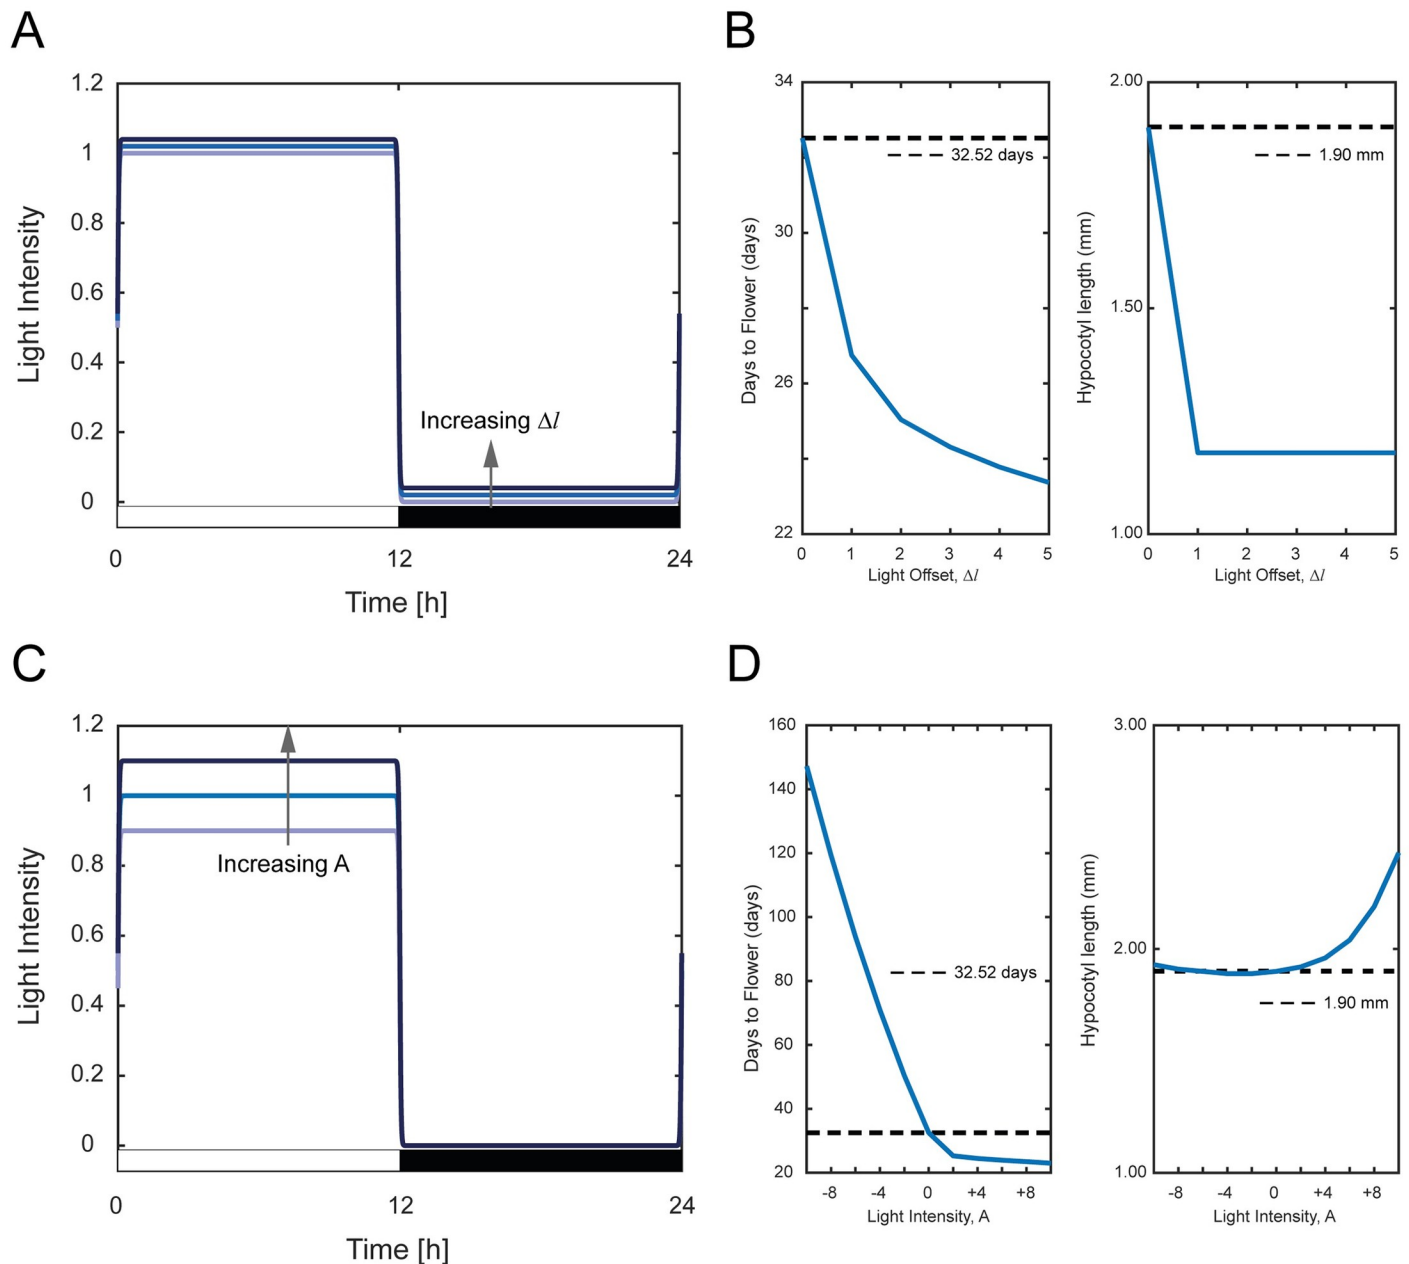 A
1.2
1
0.8
0.6
0.4
0.2
0
Light Intensity
Increasing Δl
0
12
24
Time [h]
B
34
30
26
22
Days to Flower (days)
32.52 days
0
1
2
3
4
5
Light Offset, Δl
2.00
1.50
1.00
Hypocotyl length (mm)
1.90 mm
0
1
2
3
4
5
Light Offset, Δl
C
1.2
1
0.8
0.6
0.4
0.2
0
Light Intensity
Increasing A
0
12
24
Time [h]
D
160
140
120
100
80
60
40
20
Days to Flower (days)
32.52 days
-8
-4
0
+4
+8
Light Intensity, A
3.00
2.00
1.00
Hypocotyl length (mm)
1.90 mm
-8
-4
0
+4
+8
Light Intensity, A